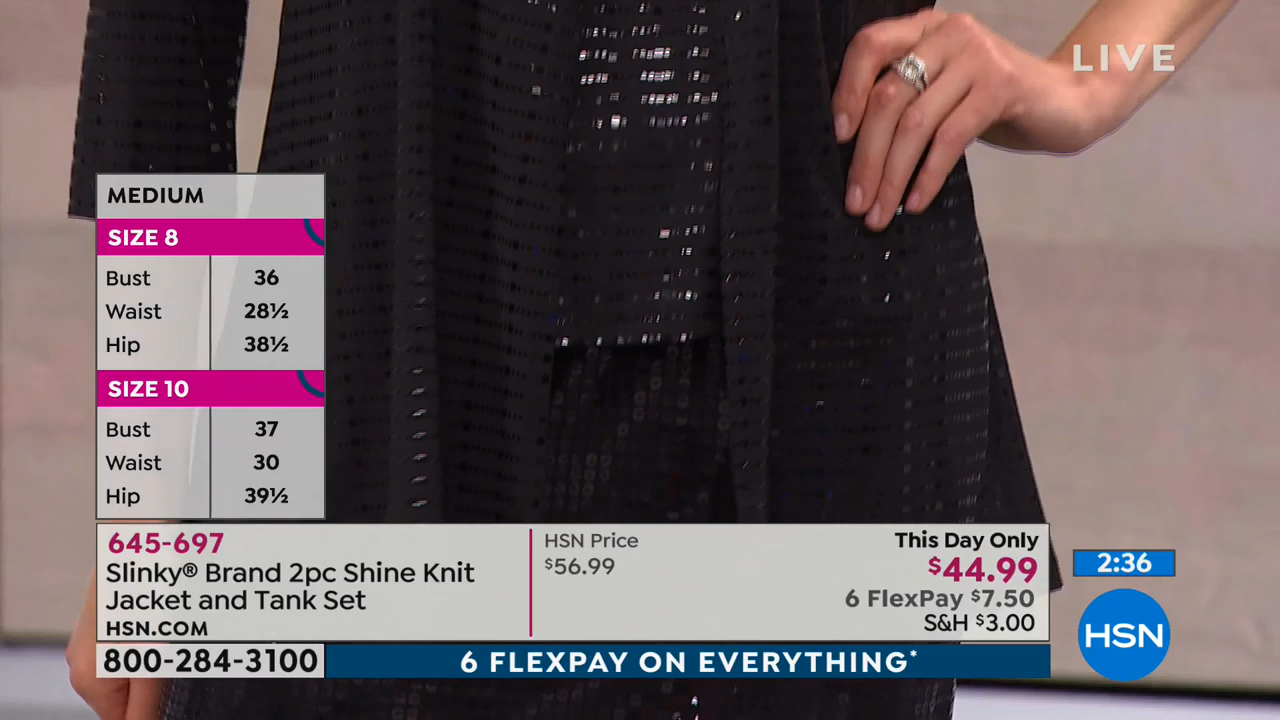 LIVE
MEDIUM
SIZE 8
Bust 36
Waist 28½
Hip 38½
SIZE 10
Bust 37
Waist 30
Hip 39½
645-697
Slinky® Brand 2pc Shine Knit
Jacket and Tank Set
HSN.COM
HSN Price
$56.99
This Day Only
$44.99
6 FlexPay $7.50
S&H $3.00
2:36
HSN
800-284-3100
6 FLEXPAY ON EVERYTHING*